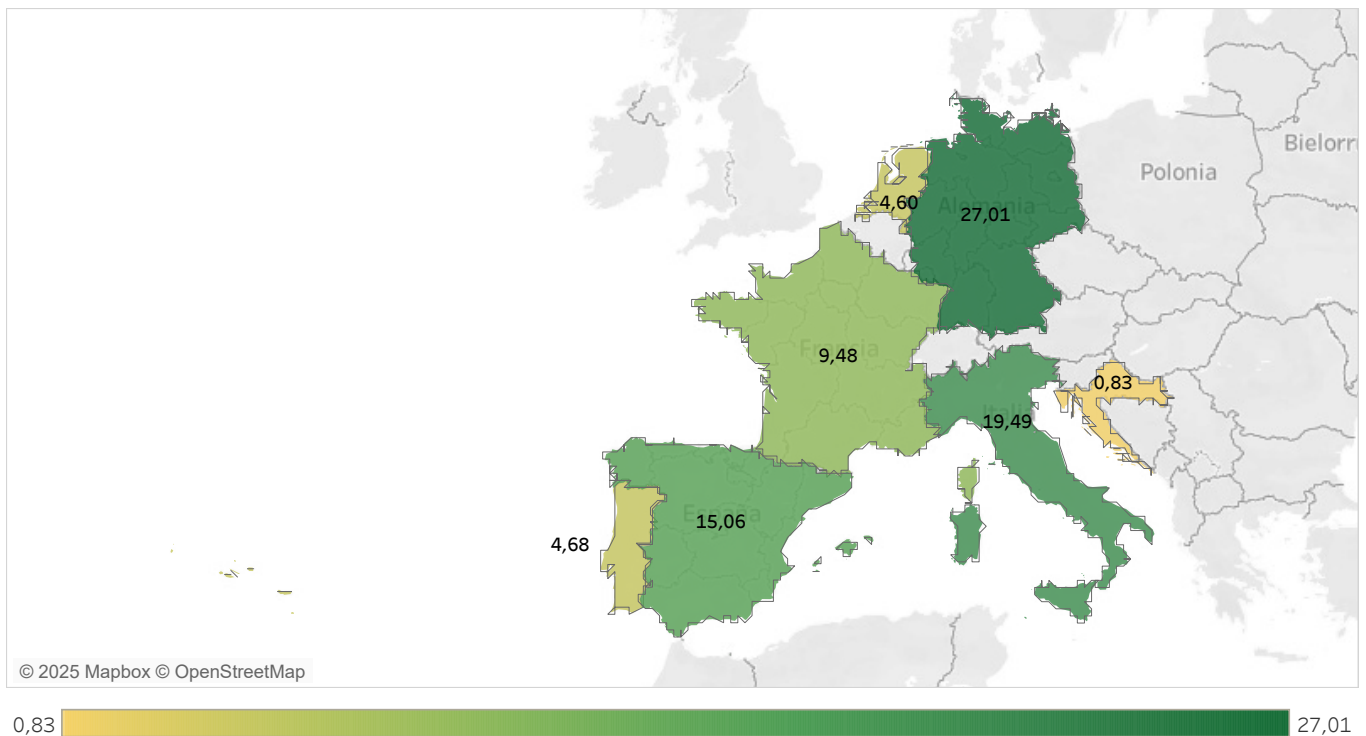 Bielorr
Polonia
4,60
Alemania
27,01
Francia
9,48
0,83
Italia
19,49
España
15,06
4,68
© 2025 Mapbox © OpenStreetMap
0,83
27,01